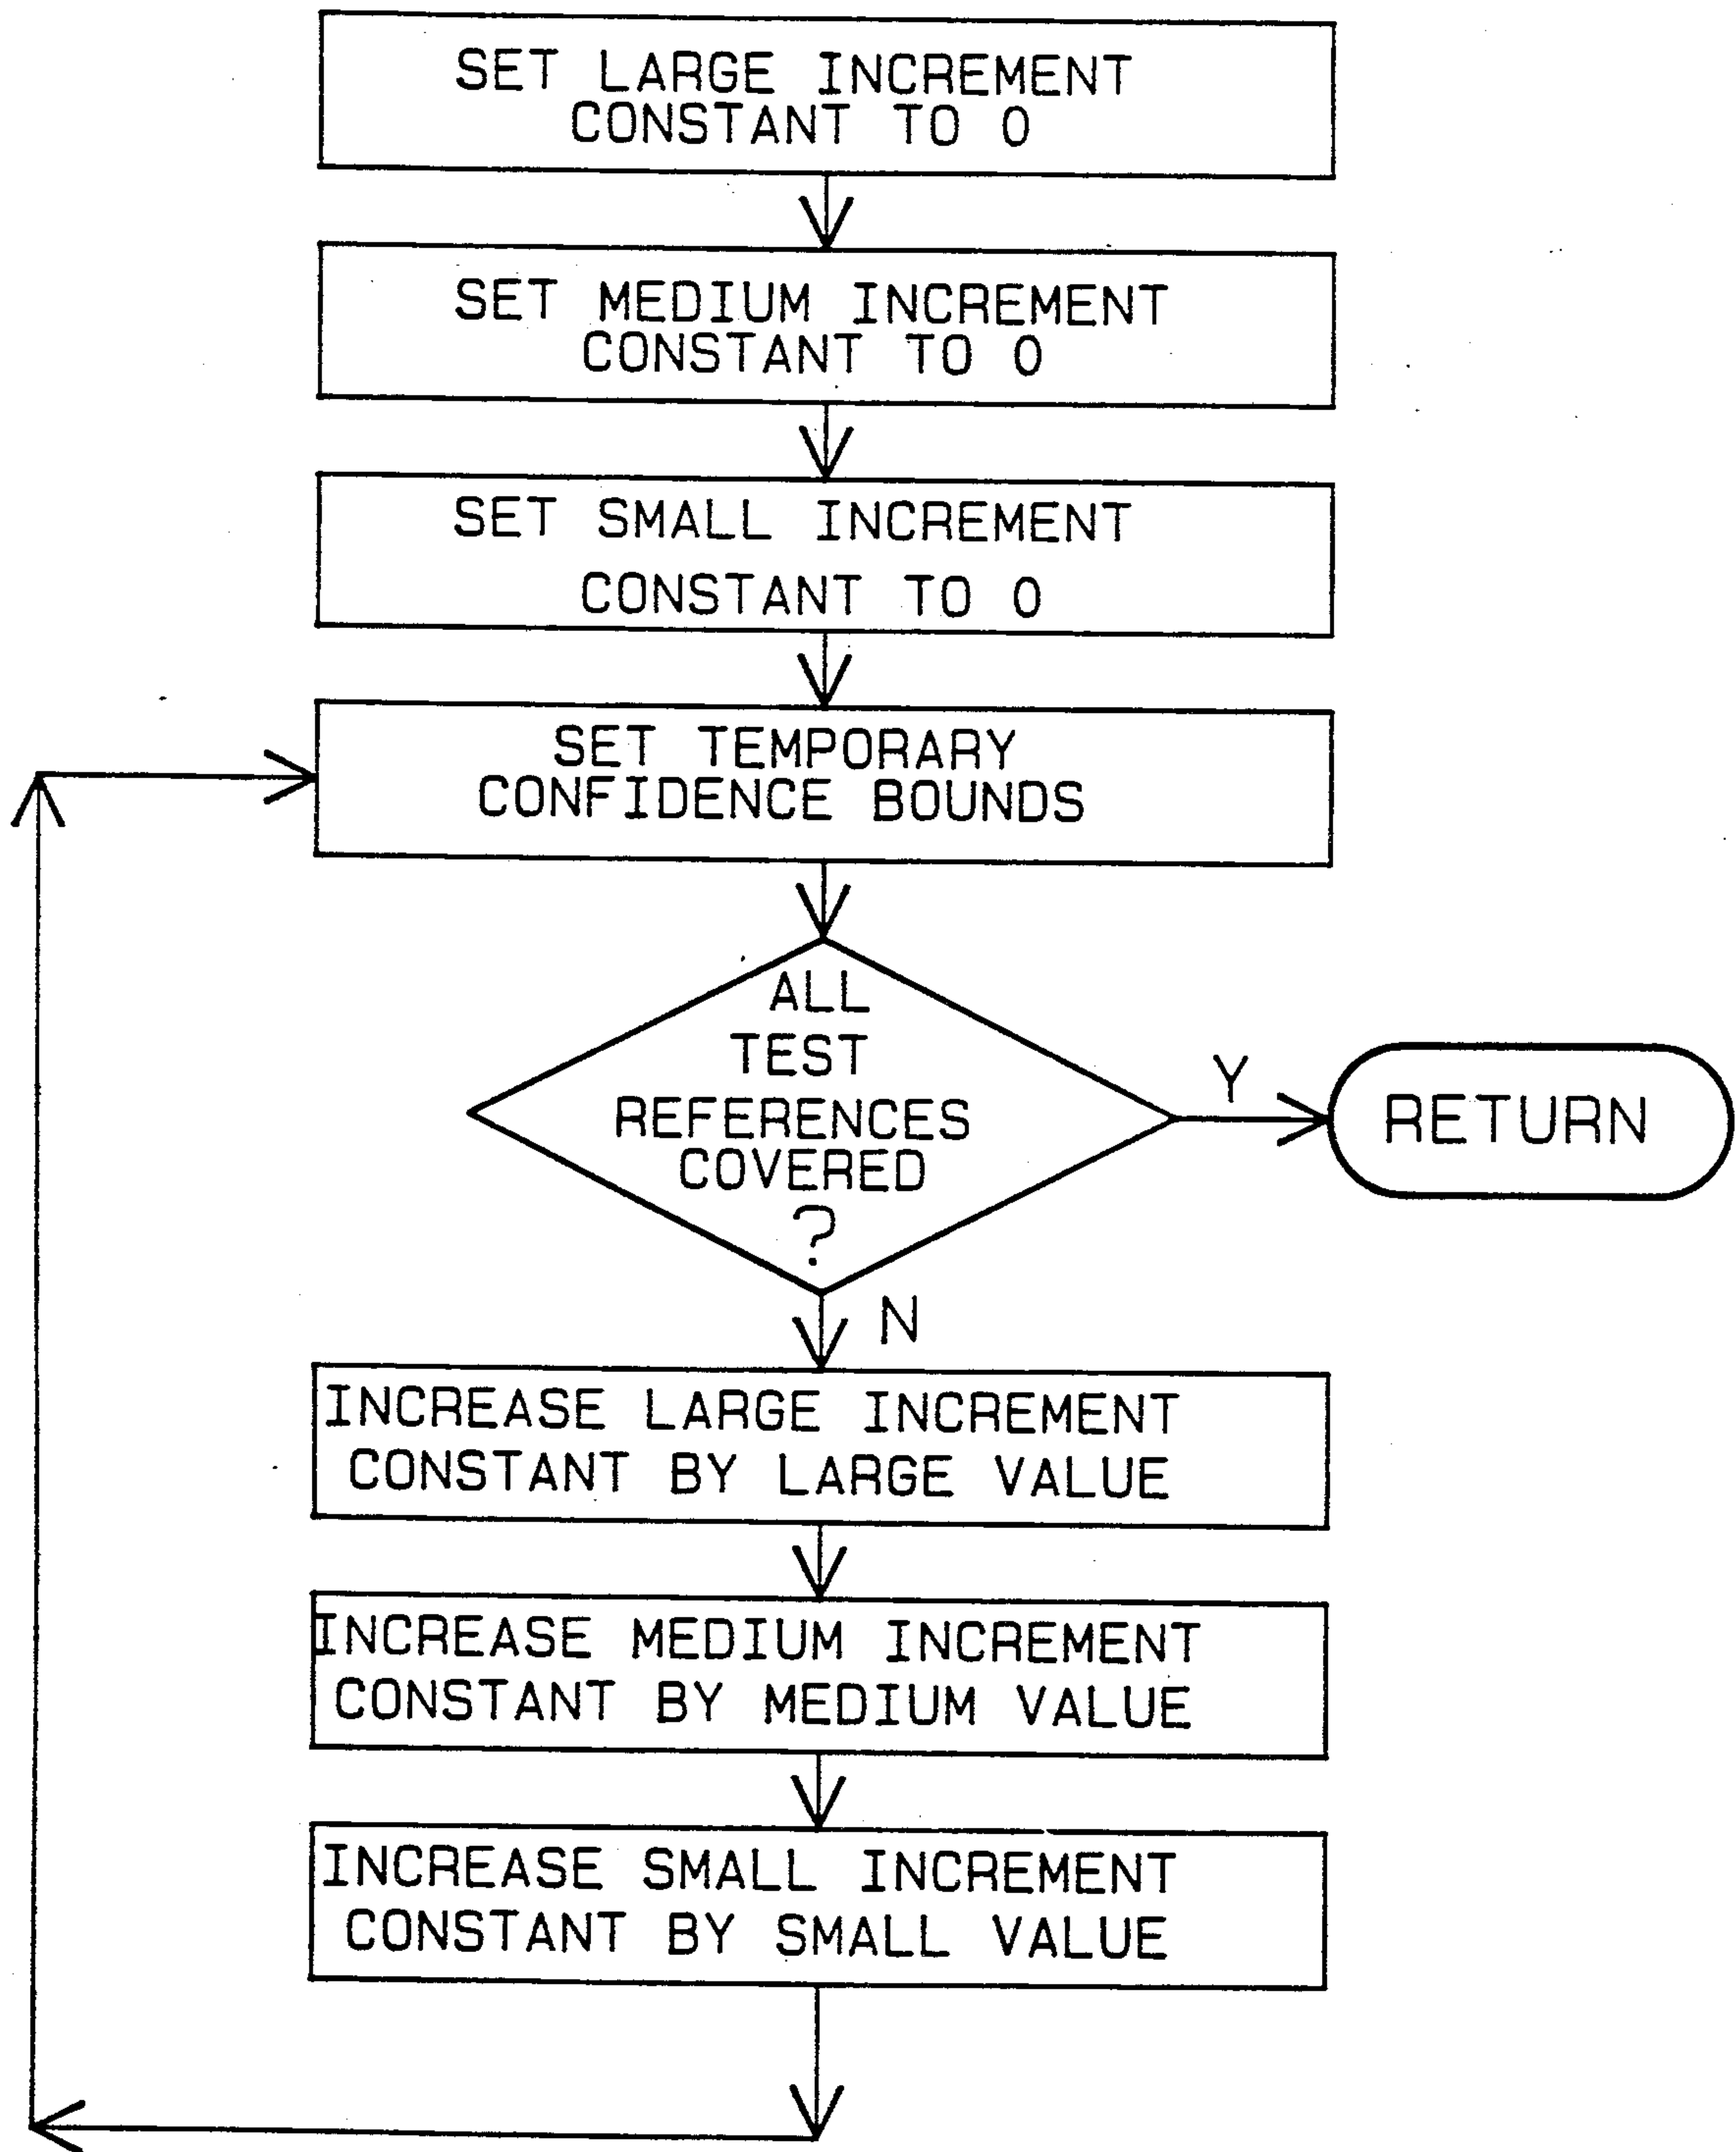 SET LARGE INCREMENT
CONSTANT TO 0
SET MEDIUM INCREMENT
CONSTANT TO 0
SET SMALL INCREMENT
CONSTANT TO 0
SET TEMPORARY
CONFIDENCE BOUNDS
ALL
TEST
REFERENCES
COVERED
?
Y
RETURN
N
INCREASE LARGE INCREMENT
CONSTANT BY LARGE VALUE
INCREASE MEDIUM INCREMENT
CONSTANT BY MEDIUM VALUE
INCREASE SMALL INCREMENT
CONSTANT BY SMALL VALUE